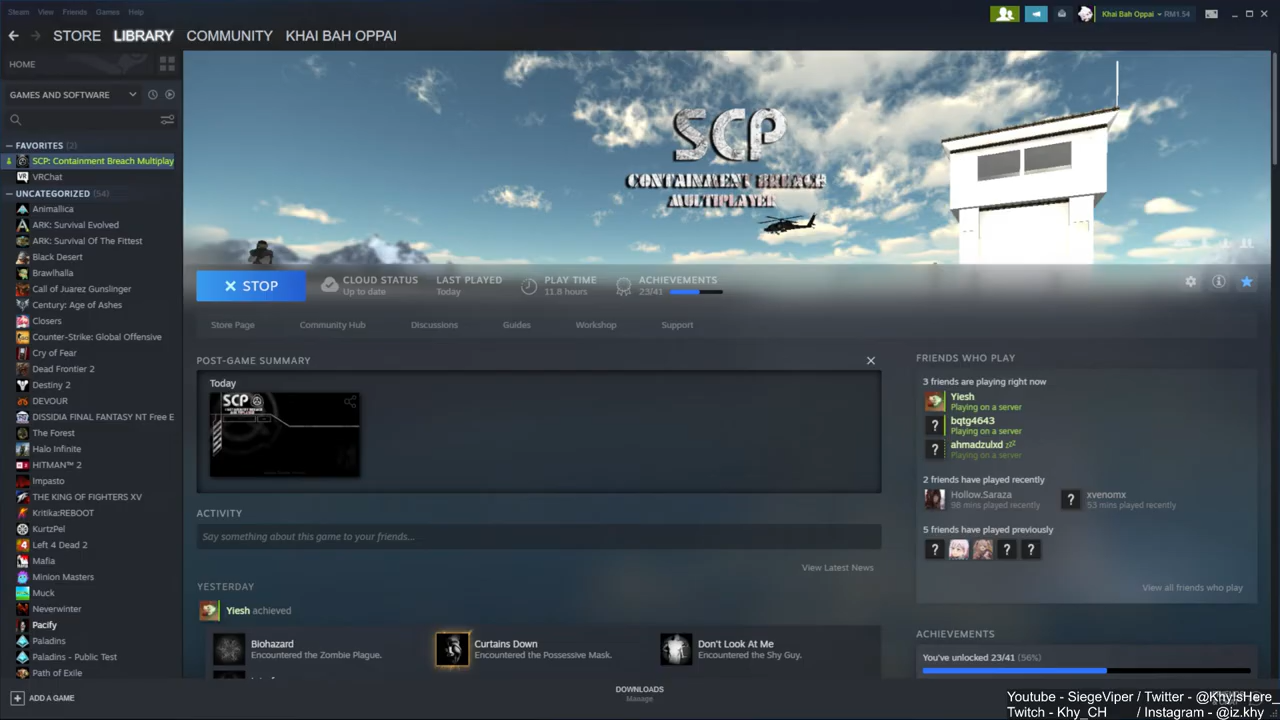 Steam View Friends Games Help
Khai Bah Oppai RM1.54
STORE LIBRARY COMMUNITY KHAI BAH OPPAI
HOME
GAMES AND SOFTWARE
FAVORITES (2)
SCP: Containment Breach Multiplay
VRChat
UNCATEGORIZED (54)
Animallica
ARK: Survival Evolved
ARK: Survival Of The Fittest
Black Desert
Brawlhalla
Call of Juarez Gunslinger
Century: Age of Ashes
Closers
Counter-Strike: Global Offensive
Cry of Fear
Dead Frontier 2
Destiny 2
DEVOUR
DISSIDIA FINAL FANTASY NT Free E
The Forest
Halo Infinite
HITMAN™ 2
Impasto
THE KING OF FIGHTERS XV
Kritika:REBOOT
KurtzPel
Left 4 Dead 2
Mafia
Minion Masters
Muck
Neverwinter
Pacify
Paladins
Paladins - Public Test
Path of Exile
ADD A GAME
SCP
CONTAINMENT BREACH
MULTIPLAYER
STOP
CLOUD STATUS
Up to date
LAST PLAYED
Today
PLAY TIME
11.8 hours
ACHIEVEMENTS
23/41
Store Page Community Hub Discussions Guides Workshop Support
POST-GAME SUMMARY
Today
SCP
ACTIVITY
Say something about this game to your friends...
View Latest News
YESTERDAY
Yiesh achieved
Biohazard
Encountered the Zombie Plague.
Curtains Down
Encountered the Possessive Mask.
Don't Look At Me
Encountered the Shy Guy.
FRIENDS WHO PLAY
3 friends are playing right now
Yiesh
Playing on a server
bqtg4643
Playing on a server
ahmadzulxd zzz
Playing on a server
2 friends have played recently
Hollow.Saraza
98 mins played recently
xvenomx
53 mins played recently
5 friends have played previously
View all friends who play
ACHIEVEMENTS
You've unlocked 23/41 (56%)
DOWNLOADS
Manage
Youtube - SiegeViper / Twitter - @KhyIsHere_
Twitch - Khy_CH / Instagram - @iz.khy